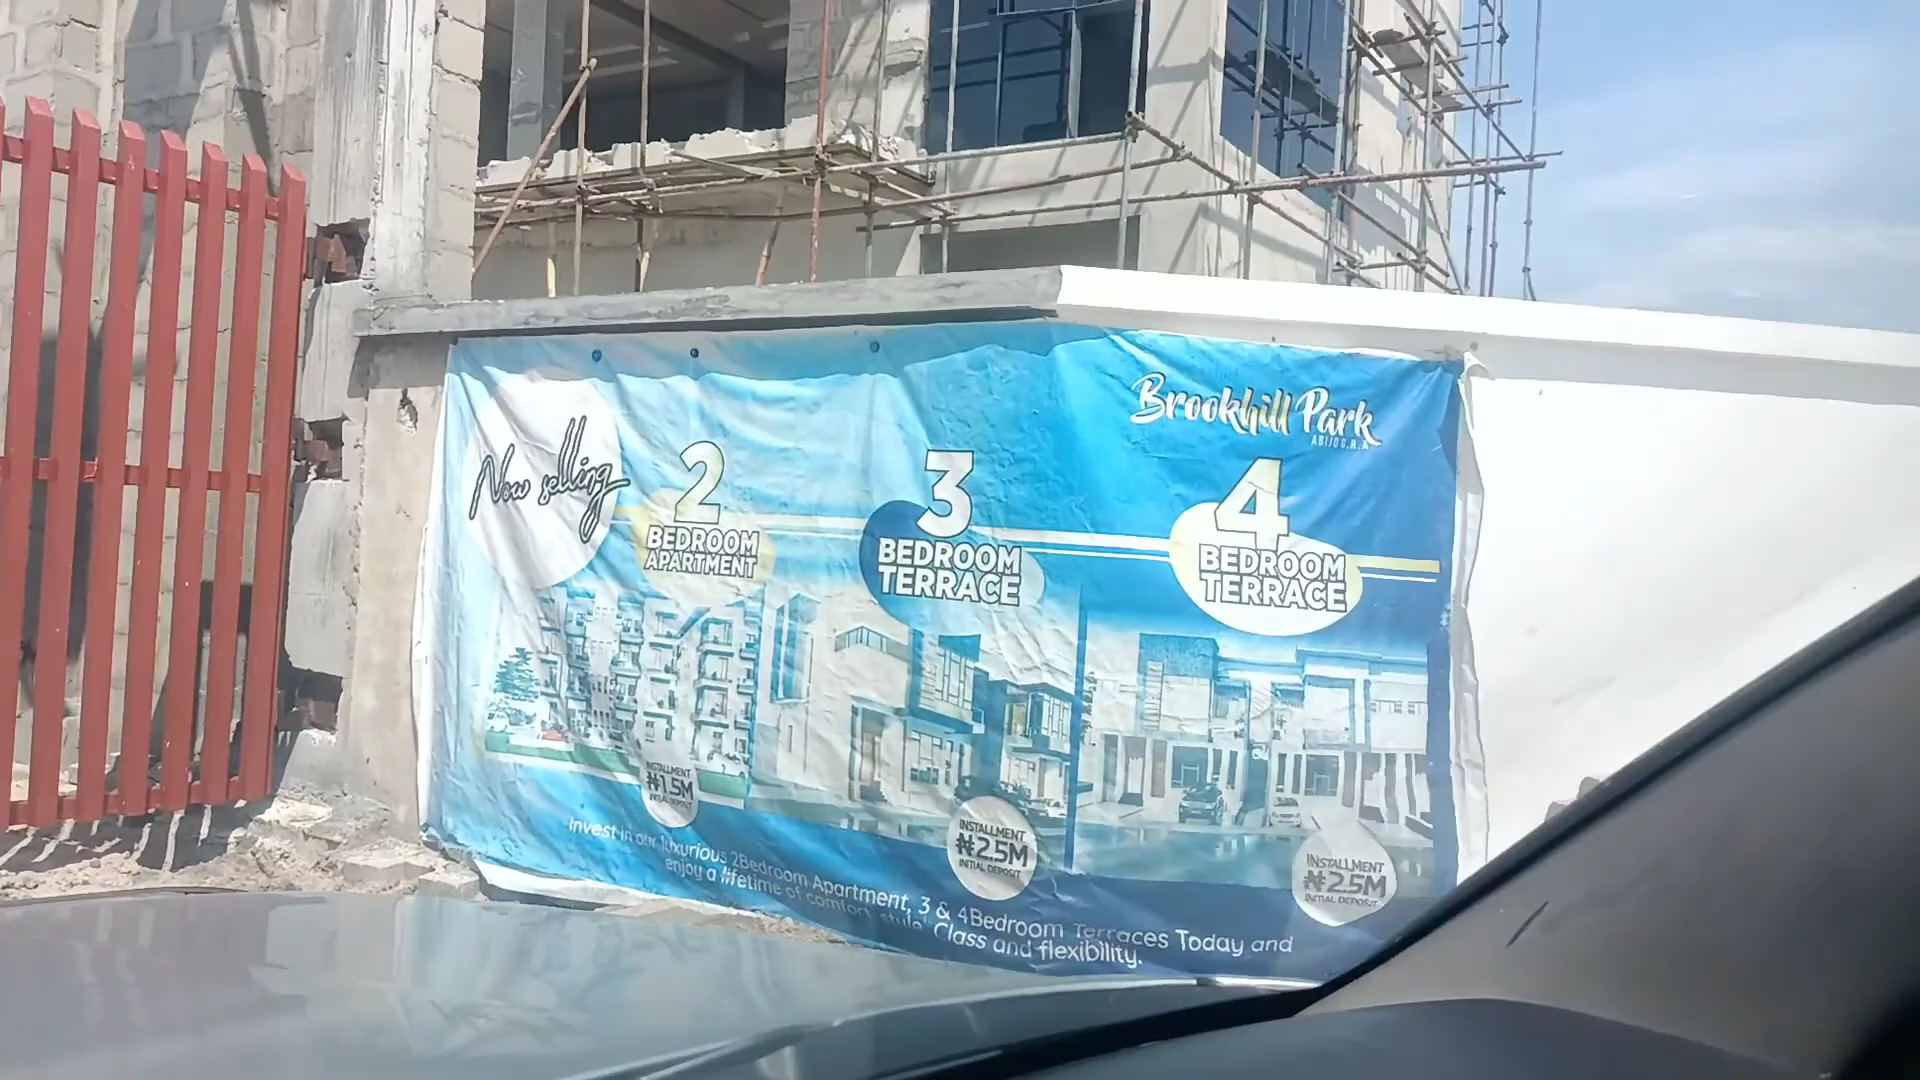 Brookhill Park
ABIJO G.R.A
Now selling
2
BEDROOM
APARTMENT
3
BEDROOM
TERRACE
4
BEDROOM
TERRACE
INSTALLMENT
₦1.5M
INITIAL DEPOSIT
INSTALLMENT
₦2.5M
INITIAL DEPOSIT
INSTALLMENT
₦2.5M
INITIAL DEPOSIT
Invest in our luxurious 2Bedroom Apartment, 3 & 4Bedroom Terraces Today and
enjoy a lifetime of comfort, style, Class and flexibility.